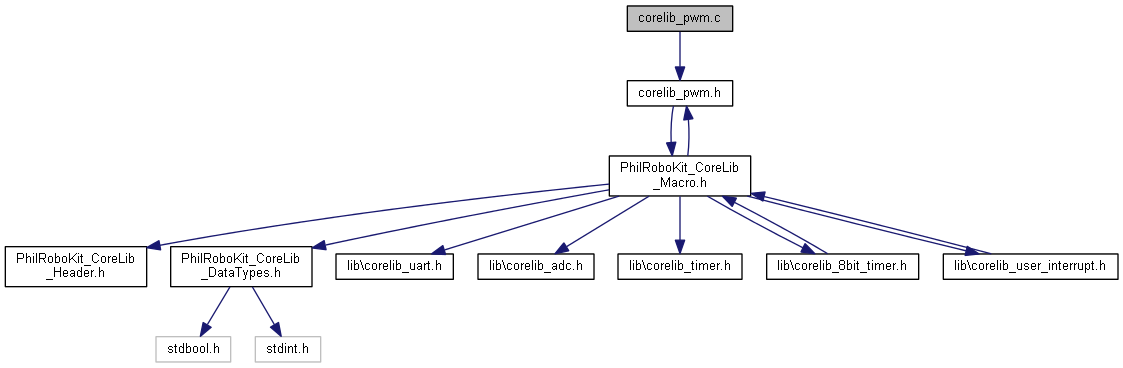 corelib_pwm.c
corelib_pwm.h
PhilRoboKit_CoreLib
_Macro.h
PhilRoboKit_CoreLib
_Header.h
PhilRoboKit_CoreLib
_DataTypes.h
lib\corelib_uart.h
lib\corelib_adc.h
lib\corelib_timer.h
lib\corelib_8bit_timer.h
lib\corelib_user_interrupt.h
stdbool.h
stdint.h